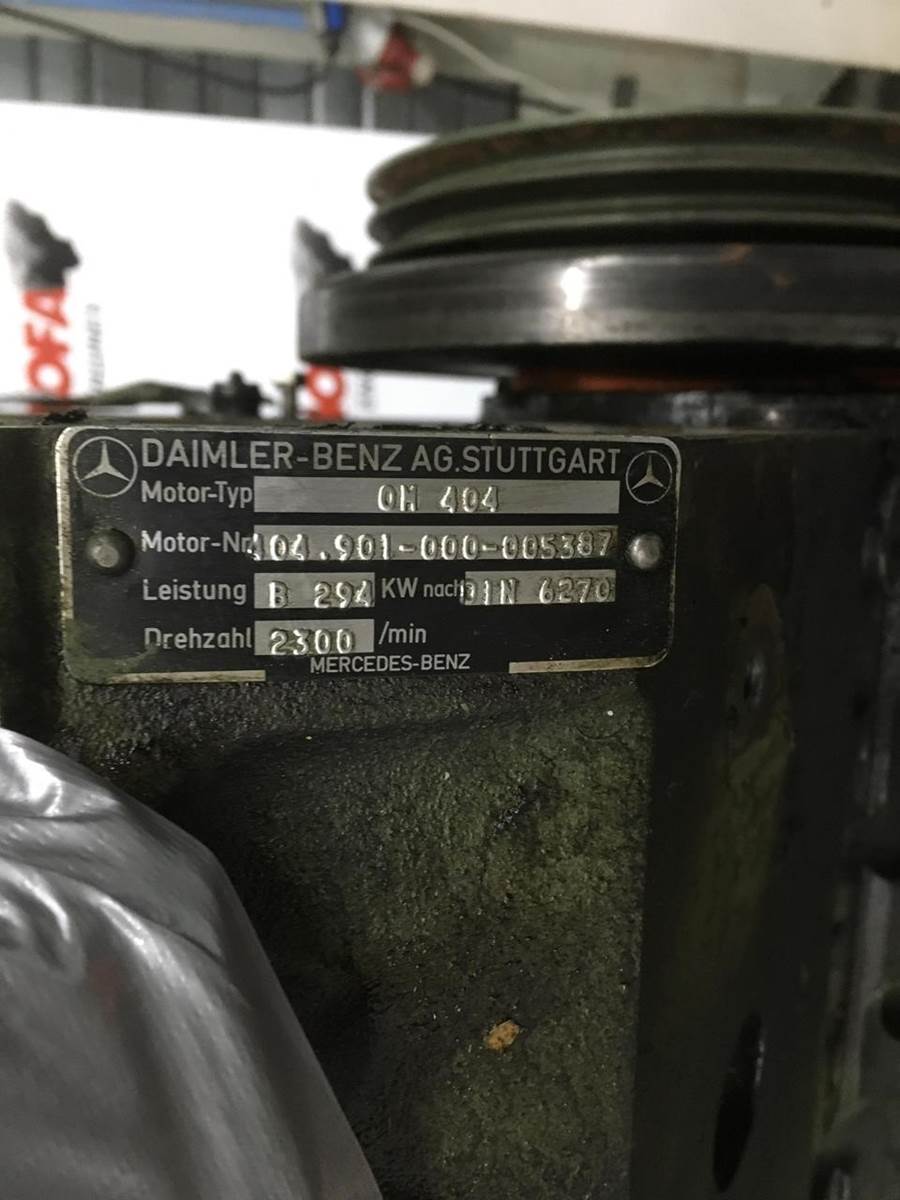 OFA
DAIMLER-BENZ AG.STUTTGART
Motor-Typ OM 404
Motor-Nr 404.901-000-005387
Leistung B 294 KW nach DIN 6270
Drehzahl 2300 /min
MERCEDES-BENZ